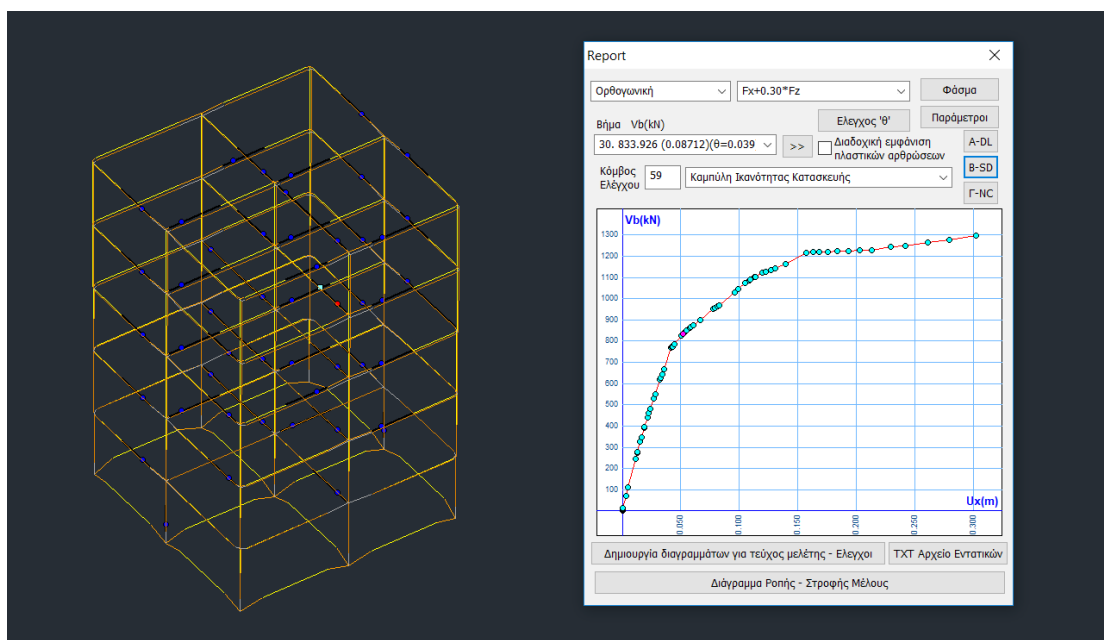 Report
Ορθογωνική
Fx+0.30*Fz
Φάσμα
Βήμα Vb(kN)
Ελεγχος 'θ'
Παράμετροι
30. 833.926 (0.08712)(θ=0.039
>>
Διαδοχική εμφάνιση
πλαστικών αρθρώσεων
A-DL
B-SD
Γ-NC
Κόμβος
Ελέγχου
59
Καμπύλη Ικανότητας Κατασκευής
Vb(kN)
1300
1200
1100
1000
900
800
700
600
500
400
300
200
100
Ux(m)
0.050
0.100
0.150
0.200
0.250
0.300
Δημιουργία διαγραμμάτων για τεύχος μελέτης - Ελεγχοι
TXT Αρχείο Εντατικών
Διάγραμμα Ροπής - Στροφής Μέλους